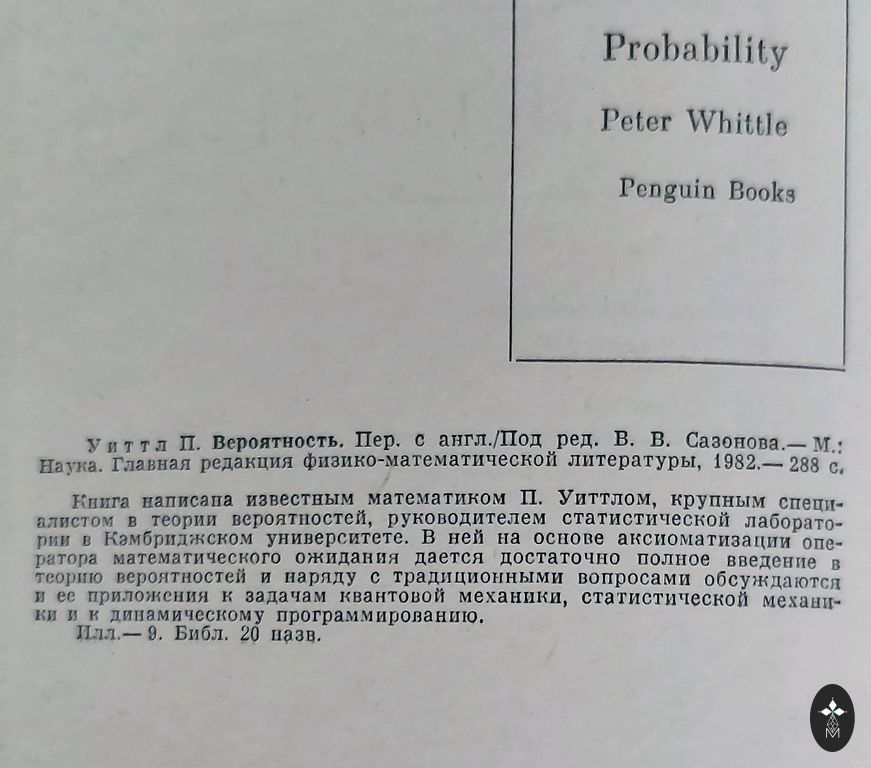 Probability
Peter Whittle
Penguin Books
Уиттл П. Вероятность. Пер. с англ./Под ред. В. В. Сазонова.— М.:
Наука. Главная редакция физико-математической литературы, 1982.— 288 с.
Книга написана известным математиком П. Уиттлом, крупным специ-
алистом в теории вероятностей, руководителем статистической лаборато-
рии в Кэмбриджском университете. В ней на основе аксиоматизации опе-
ратора математического ожидания дается достаточно полное введение в
теорию вероятностей и наряду с традиционными вопросами обсуждаются
и ее приложения к задачам квантовой механики, статистической механи-
ки и к динамическому программированию.
Илл.— 9. Библ. 20 назв.
M